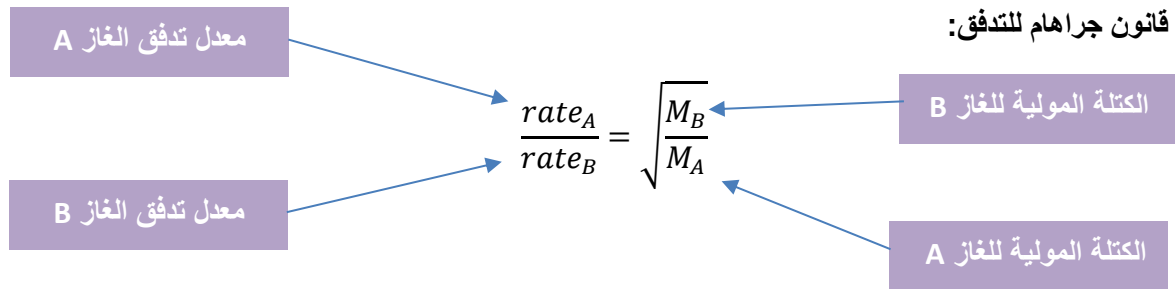 قانون جراهام للتدفق:
معدل تدفق الغاز A
الكتلة المولية للغاز B
rate_A / rate_B = √(M_B / M_A)
معدل تدفق الغاز B
الكتلة المولية للغاز A